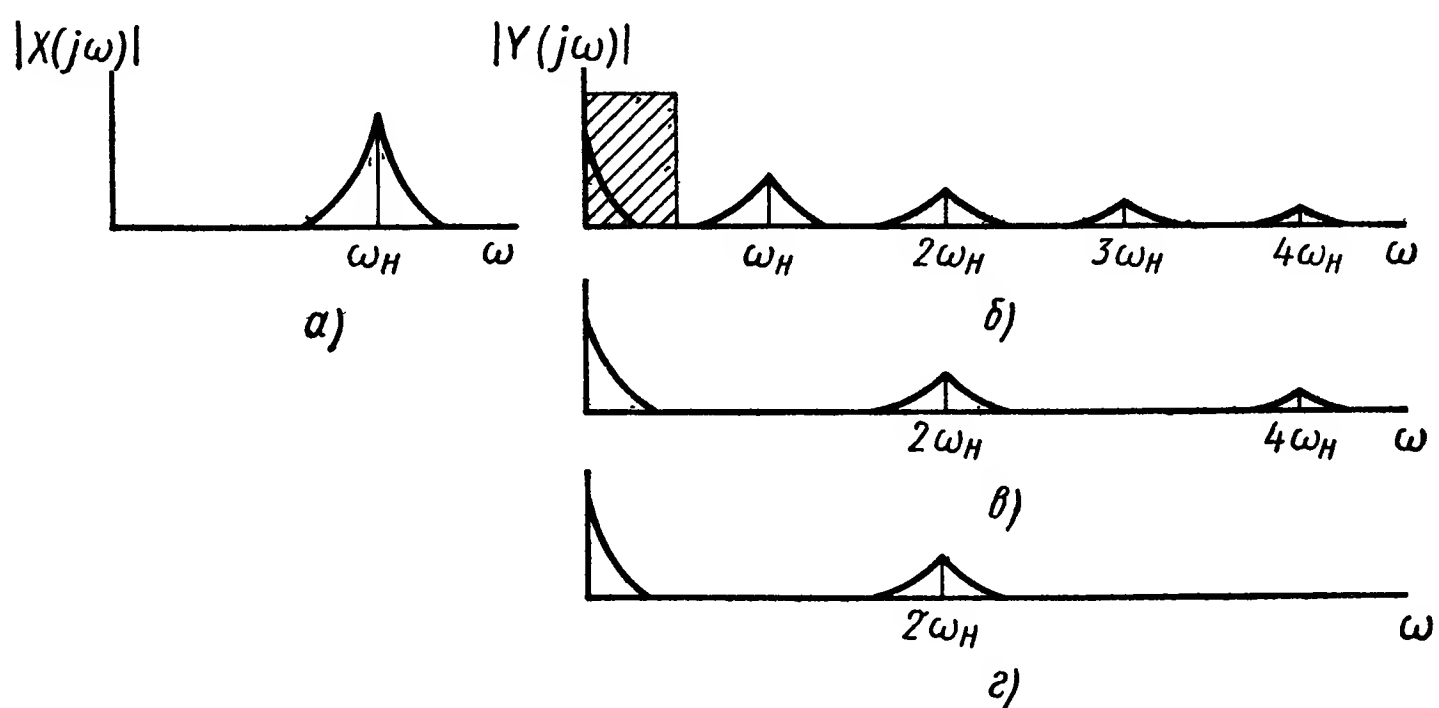 |X(jω)|
ω_H ω
а)
|Y(jω)|
ω_H 2ω_H 3ω_H 4ω_H ω
б)
2ω_H 4ω_H ω
в)
2ω_H ω
г)